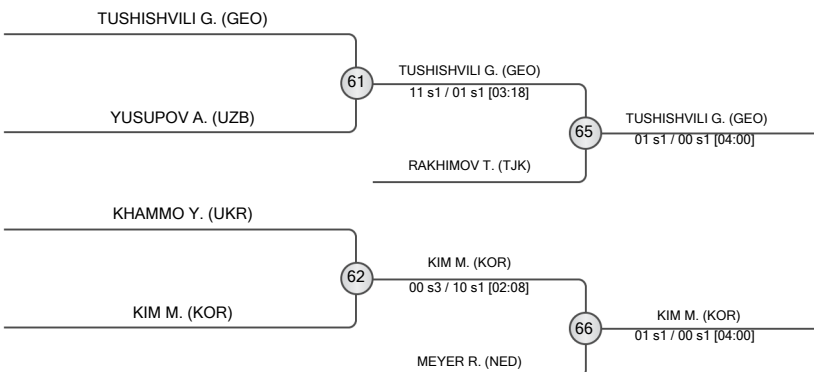 TUSHISHVILI G. (GEO)
61
TUSHISHVILI G. (GEO)
11 s1 / 01 s1 [03:18]
YUSUPOV A. (UZB)
65
TUSHISHVILI G. (GEO)
01 s1 / 00 s1 [04:00]
RAKHIMOV T. (TJK)
KHAMMO Y. (UKR)
62
KIM M. (KOR)
00 s3 / 10 s1 [02:08]
KIM M. (KOR)
66
KIM M. (KOR)
01 s1 / 00 s1 [04:00]
MEYER R. (NED)